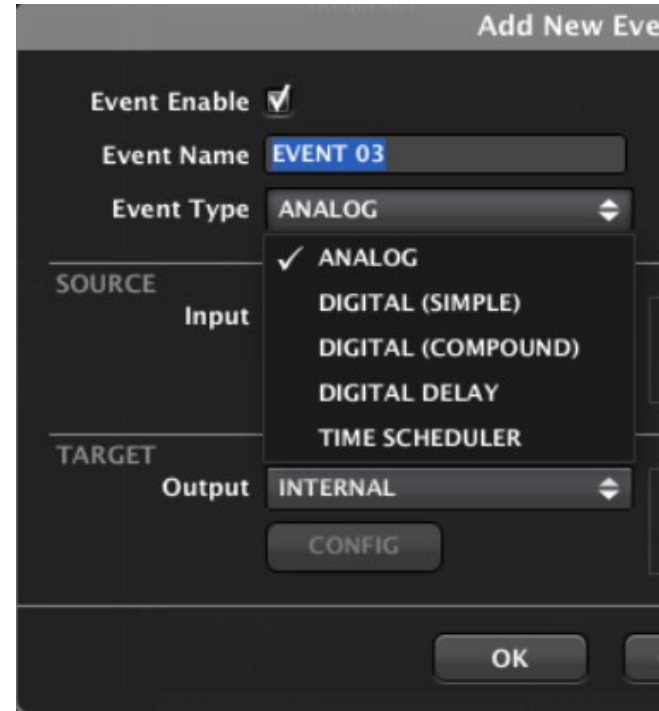 Add New Eve
Event Enable
Event Name EVENT 03
Event Type ANALOG
ANALOG
SOURCE
DIGITAL (SIMPLE)
Input
DIGITAL (COMPOUND)
DIGITAL DELAY
TIME SCHEDULER
TARGET
Output INTERNAL
CONFIG
OK